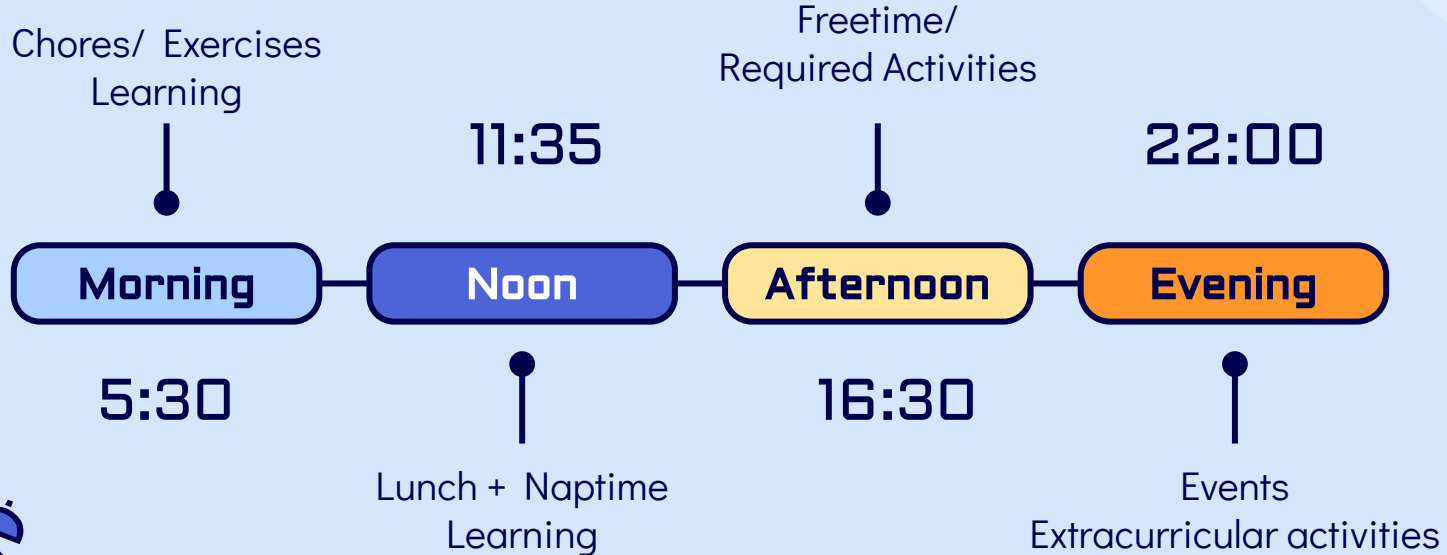 Chores/ Exercises
Learning
11:35
Freetime/
Required Activities
22:00
Morning
Noon
Afternoon
Evening
5:30
Lunch + Naptime
Learning
16:30
Events
Extracurricular activities